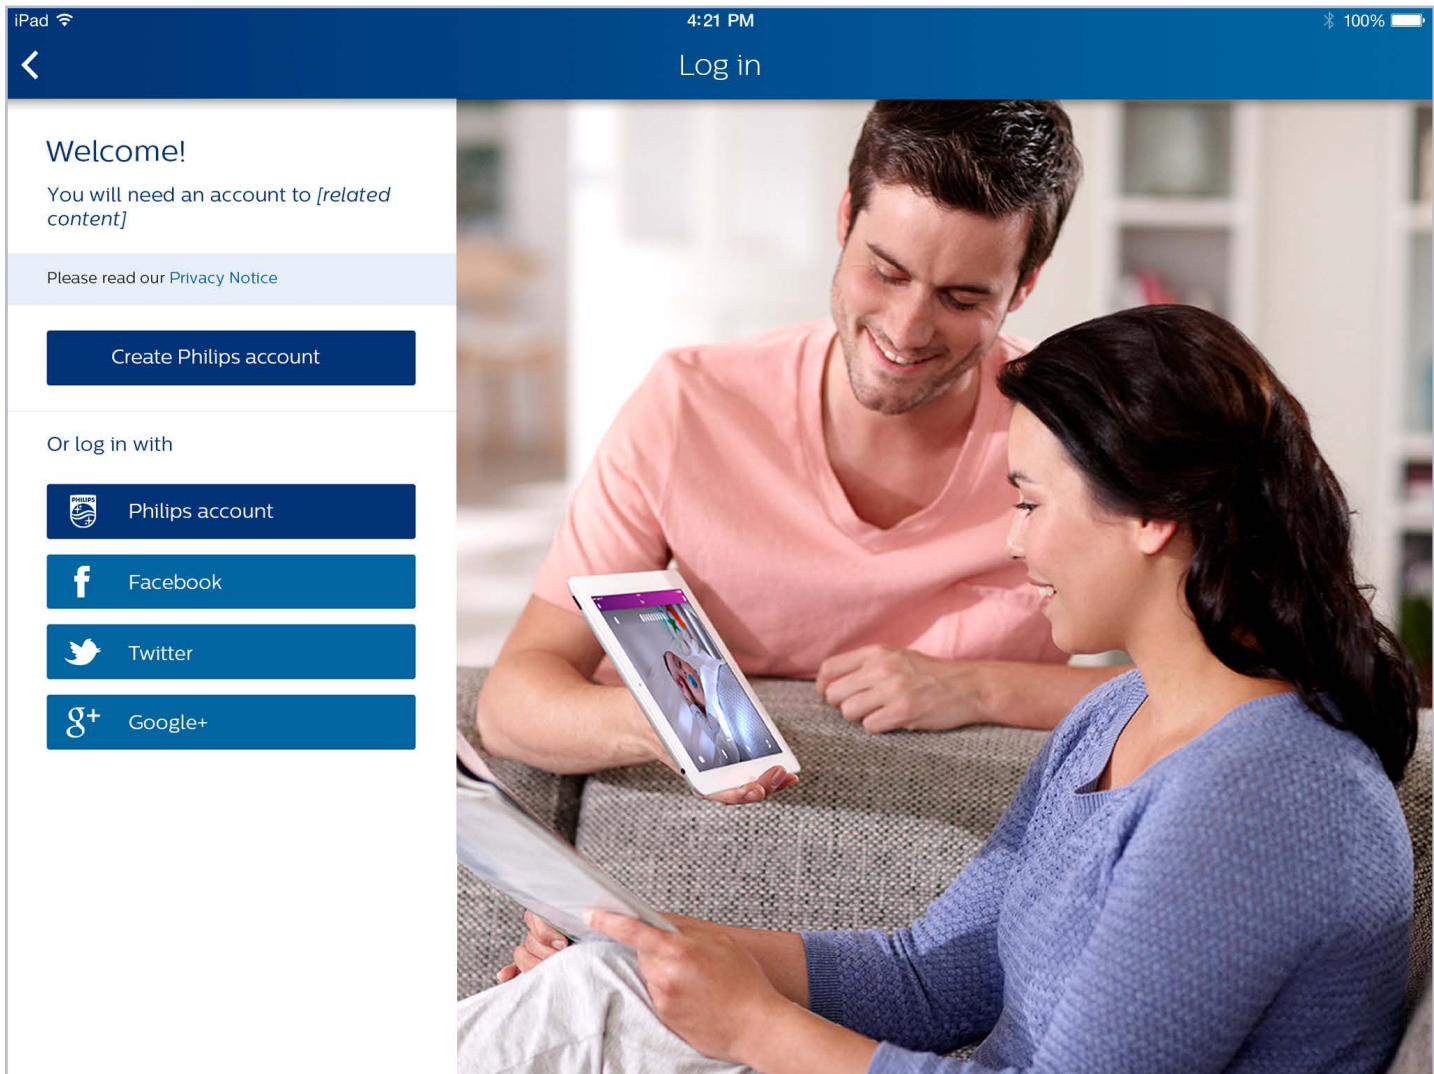 iPad
4:21 PM
100%
Log in
Welcome!
You will need an account to [related
content]
Please read our Privacy Notice
Create Philips account
Or log in with
PHILIPS
Philips account
f
Facebook
Twitter
g+
Google+